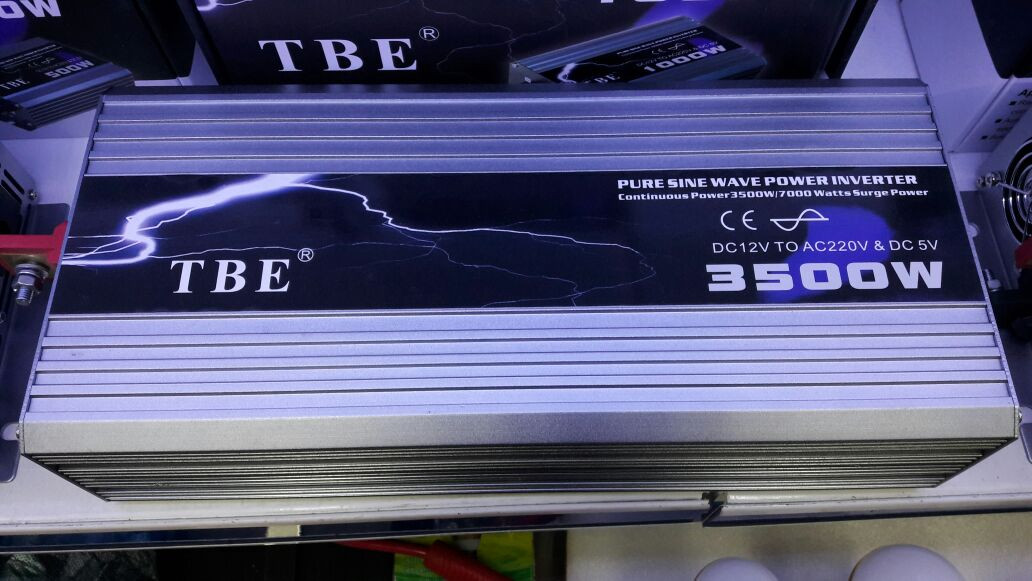 TBE®
1000W
TBE
500W
PURE SINE WAVE POWER INVERTER
Continuous Power3500W/7000 Watts Surge Power
CE
DC12V TO AC220V & DC 5V
3500W
TBE®